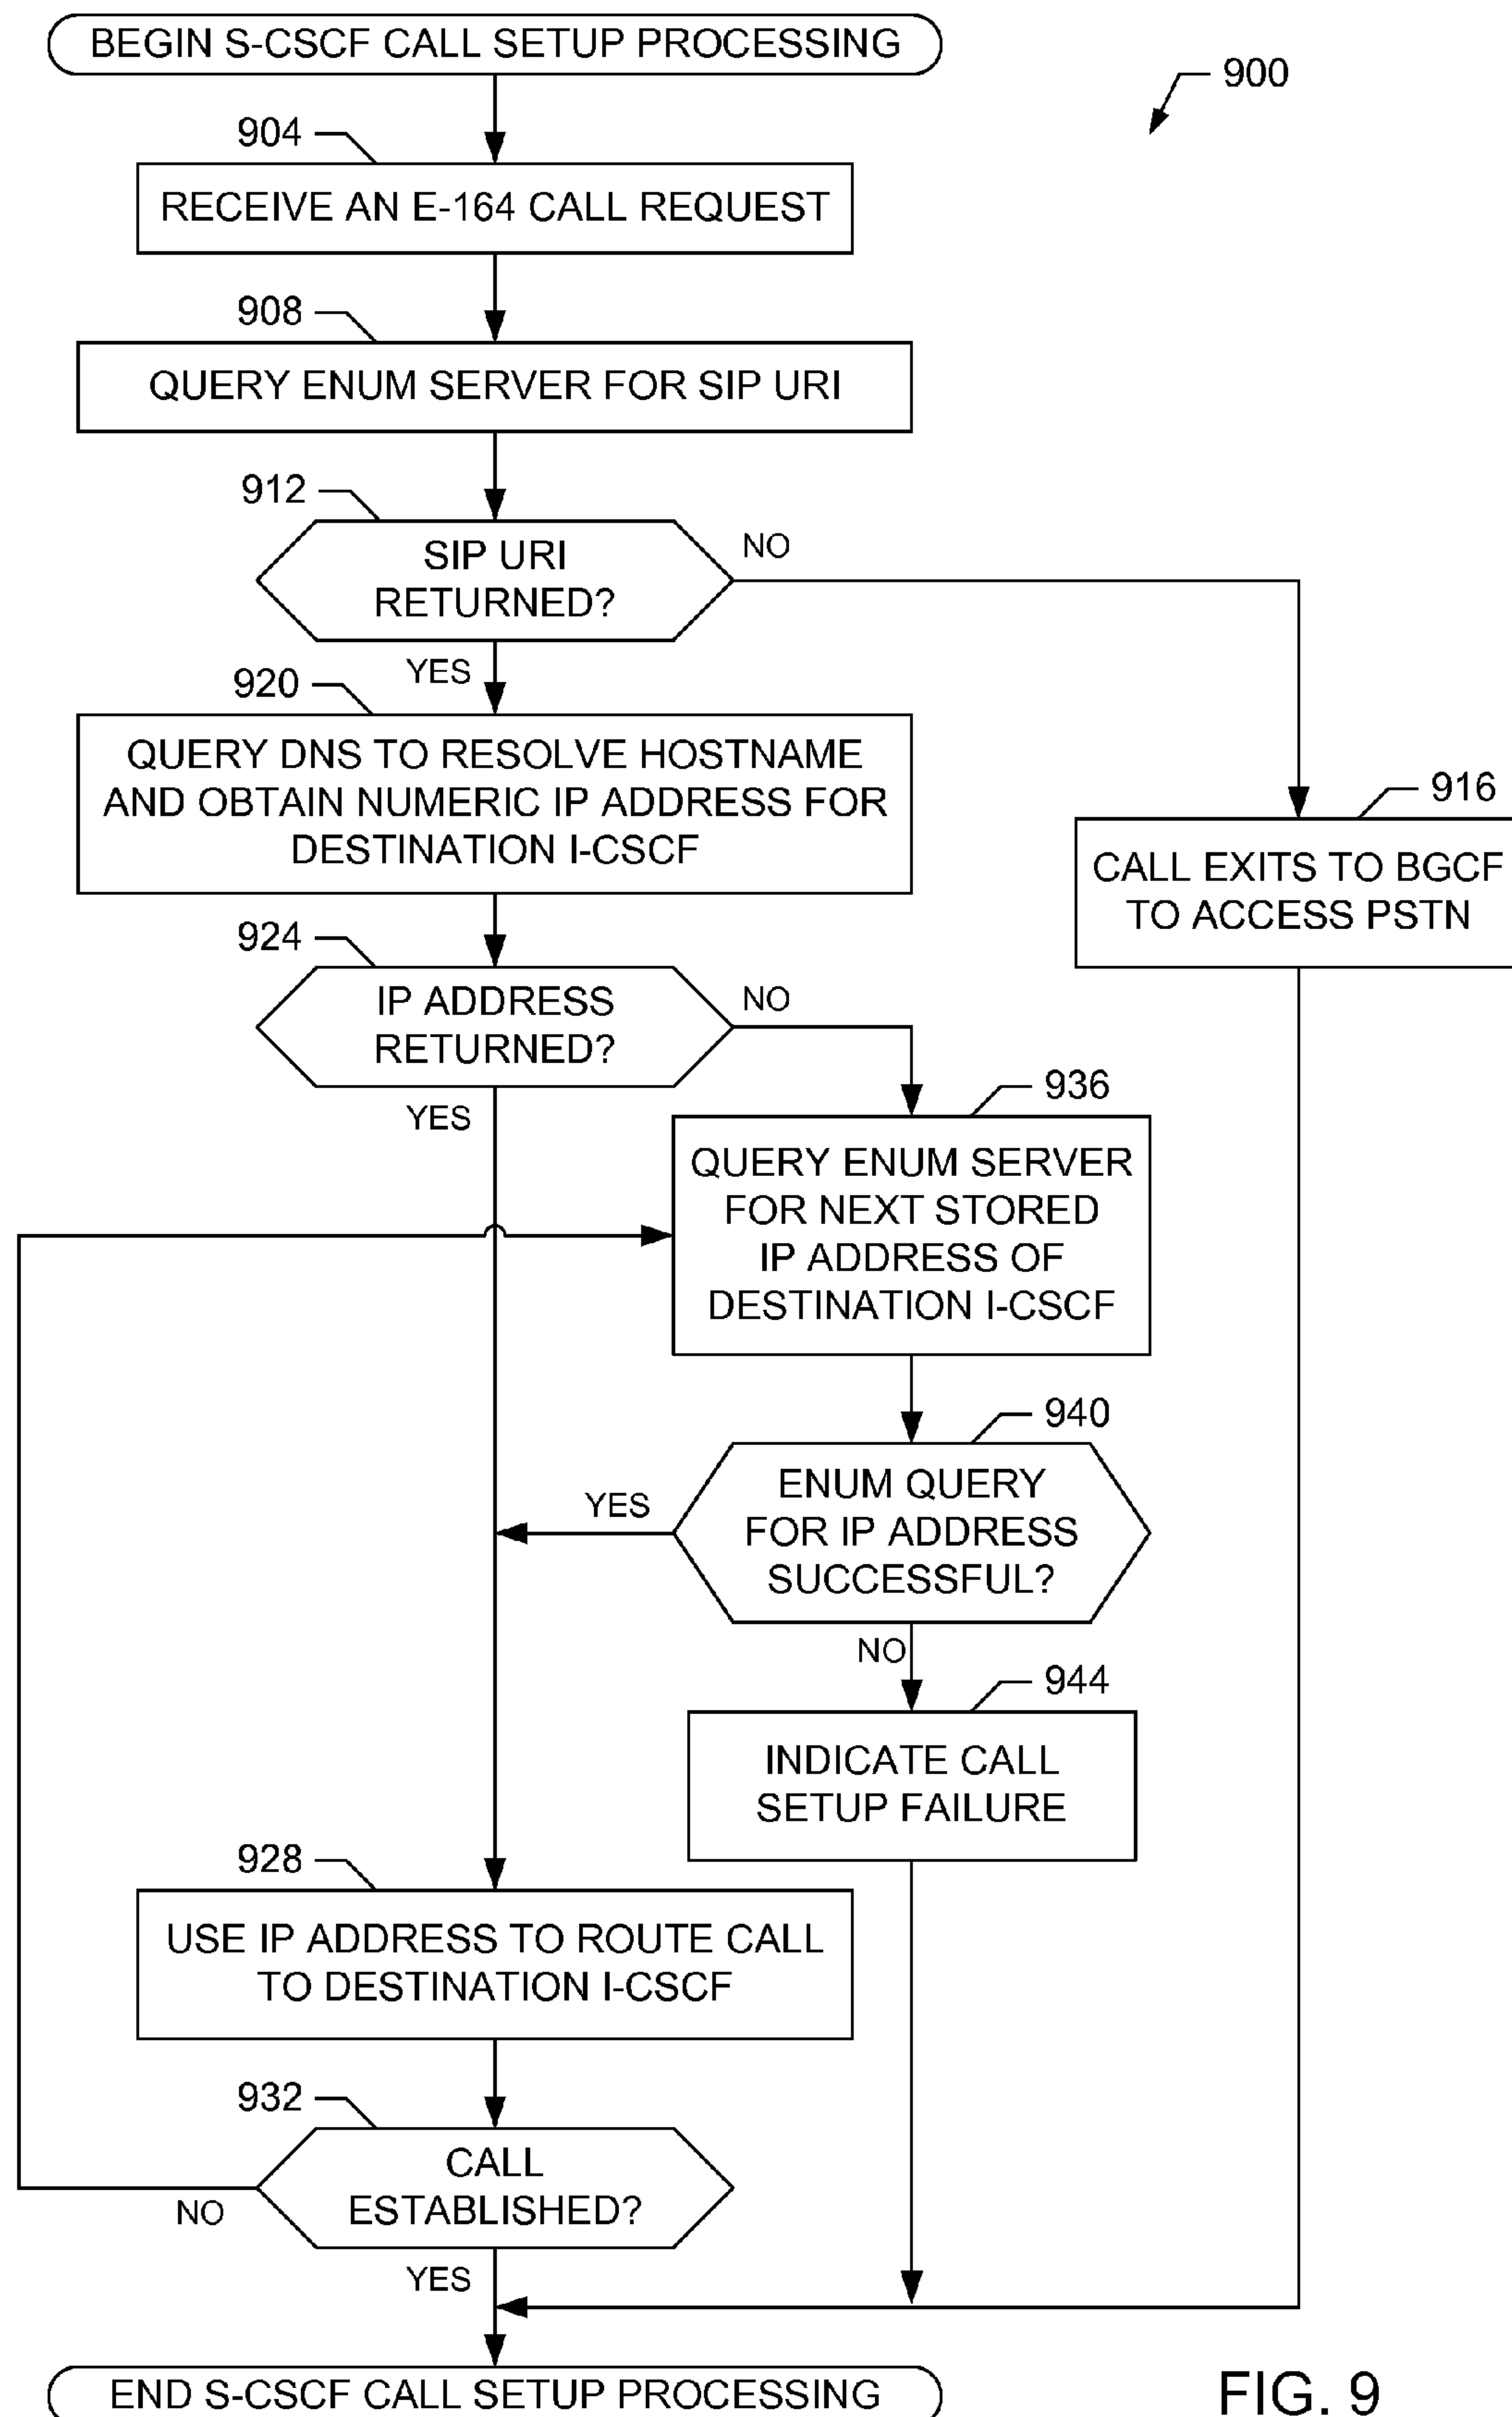 BEGIN S-CSCF CALL SETUP PROCESSING
900
904
RECEIVE AN E-164 CALL REQUEST
908
QUERY ENUM SERVER FOR SIP URI
912
SIP URI
RETURNED?
NO
YES
920
QUERY DNS TO RESOLVE HOSTNAME
AND OBTAIN NUMERIC IP ADDRESS FOR
DESTINATION I-CSCF
916
CALL EXITS TO BGCF
TO ACCESS PSTN
924
IP ADDRESS
RETURNED?
NO
YES
936
QUERY ENUM SERVER
FOR NEXT STORED
IP ADDRESS OF
DESTINATION I-CSCF
940
ENUM QUERY
FOR IP ADDRESS
SUCCESSFUL?
YES
NO
944
INDICATE CALL
SETUP FAILURE
928
USE IP ADDRESS TO ROUTE CALL
TO DESTINATION I-CSCF
932
CALL
ESTABLISHED?
NO
YES
END S-CSCF CALL SETUP PROCESSING
FIG. 9